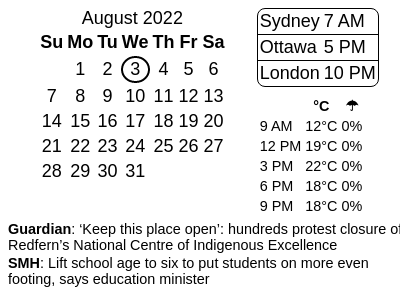 August 2022
Su Mo Tu We Th Fr Sa
1 2 3 4 5 6
7 8 9 10 11 12 13
14 15 16 17 18 19 20
21 22 23 24 25 26 27
28 29 30 31
Sydney 7 AM
Ottawa 5 PM
London 10 PM
°C ☂
9 AM 12°C 0%
12 PM 19°C 0%
3 PM 22°C 0%
6 PM 18°C 0%
9 PM 18°C 0%
Guardian: ‘Keep this place open’: hundreds protest closure of
Redfern’s National Centre of Indigenous Excellence
SMH: Lift school age to six to put students on more even
footing, says education minister